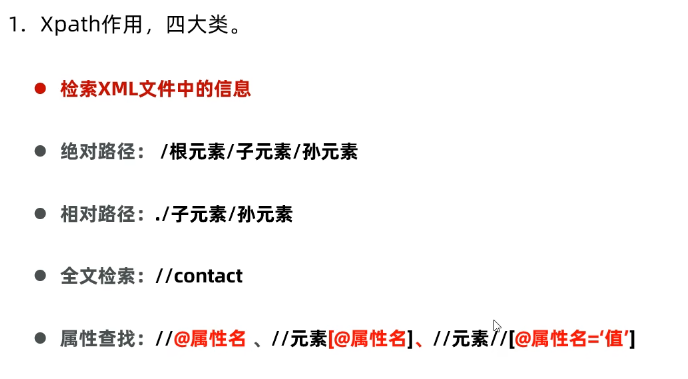 1. Xpath作用，四大类。
● 检索XML文件中的信息
● 绝对路径： /根元素/子元素/孙元素
● 相对路径：./子元素/孙元素
● 全文检索：//contact
● 属性查找：//@属性名 、//元素[@属性名]、//元素//[@属性名=‘值’]